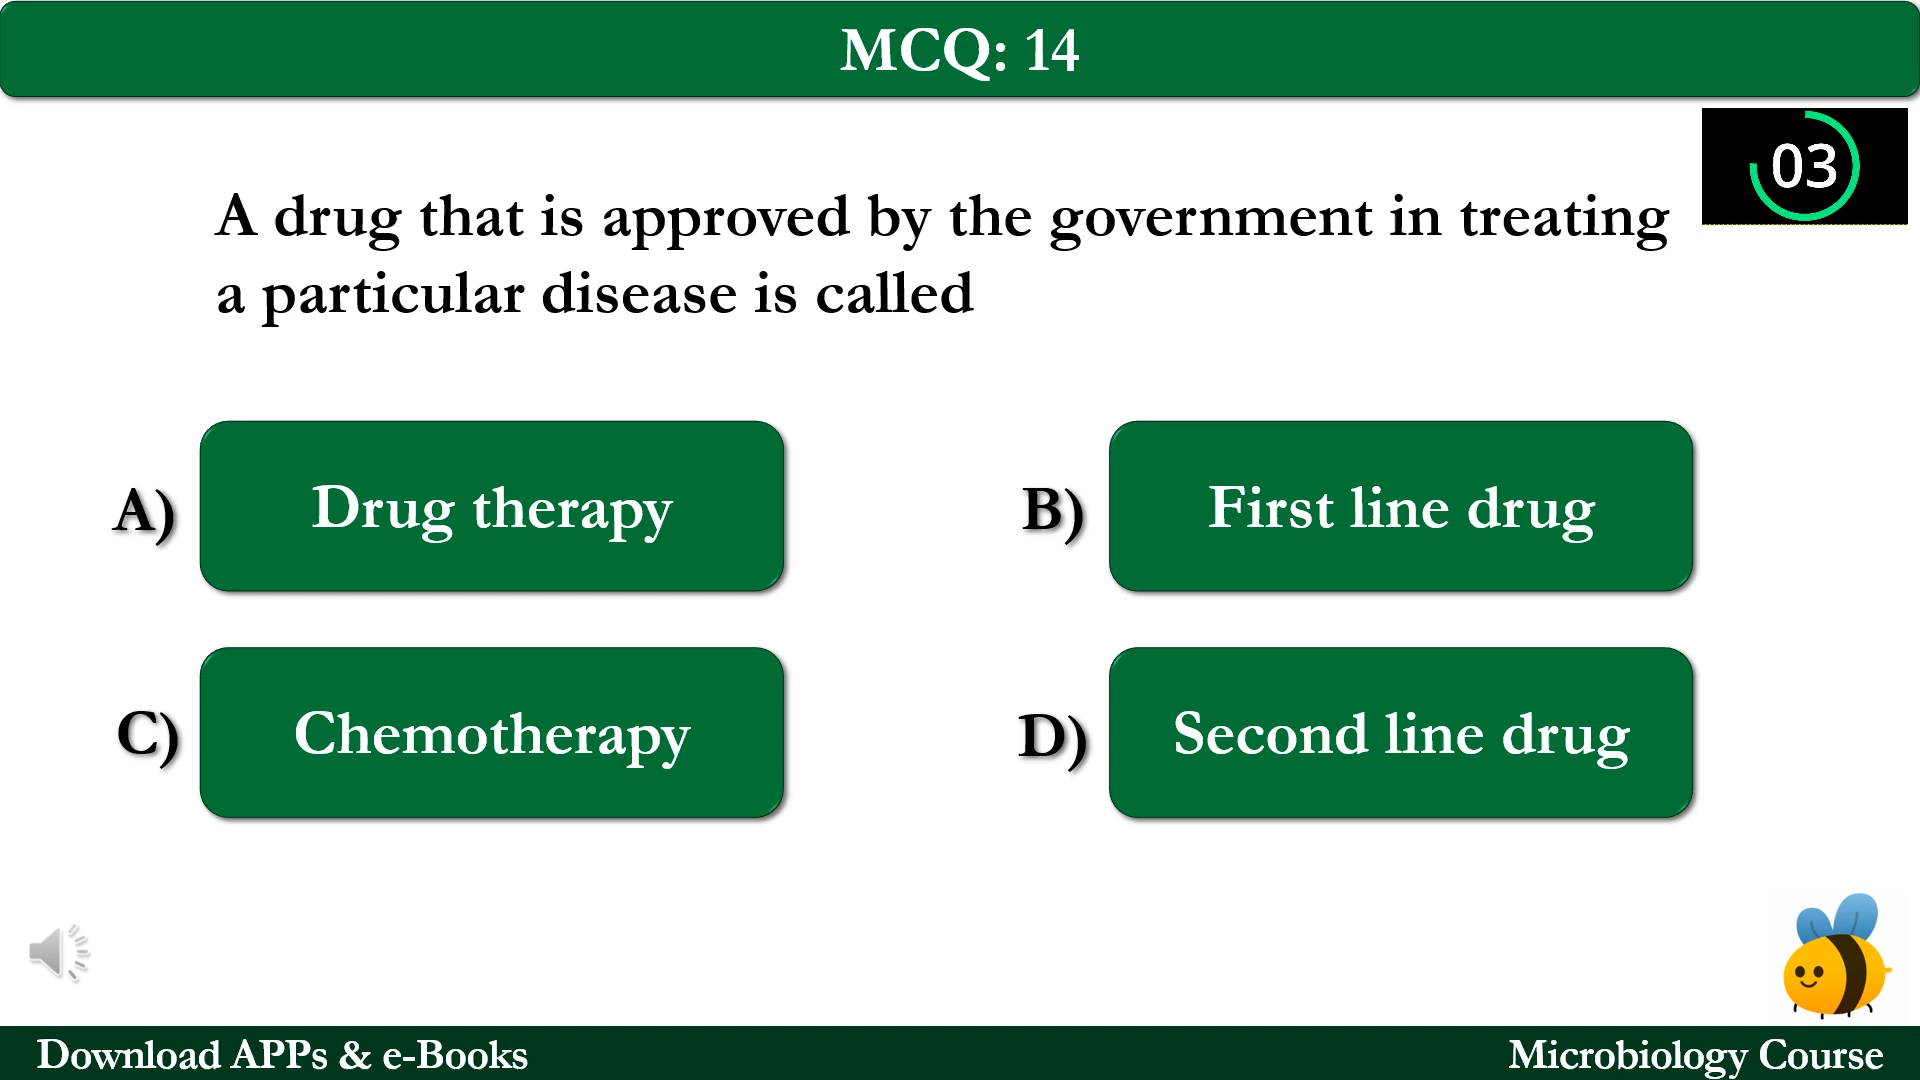 MCQ: 14
03
A drug that is approved by the government in treating
a particular disease is called
A) Drug therapy
B) First line drug
C) Chemotherapy
D) Second line drug
Download APPs & e-Books
Microbiology Course